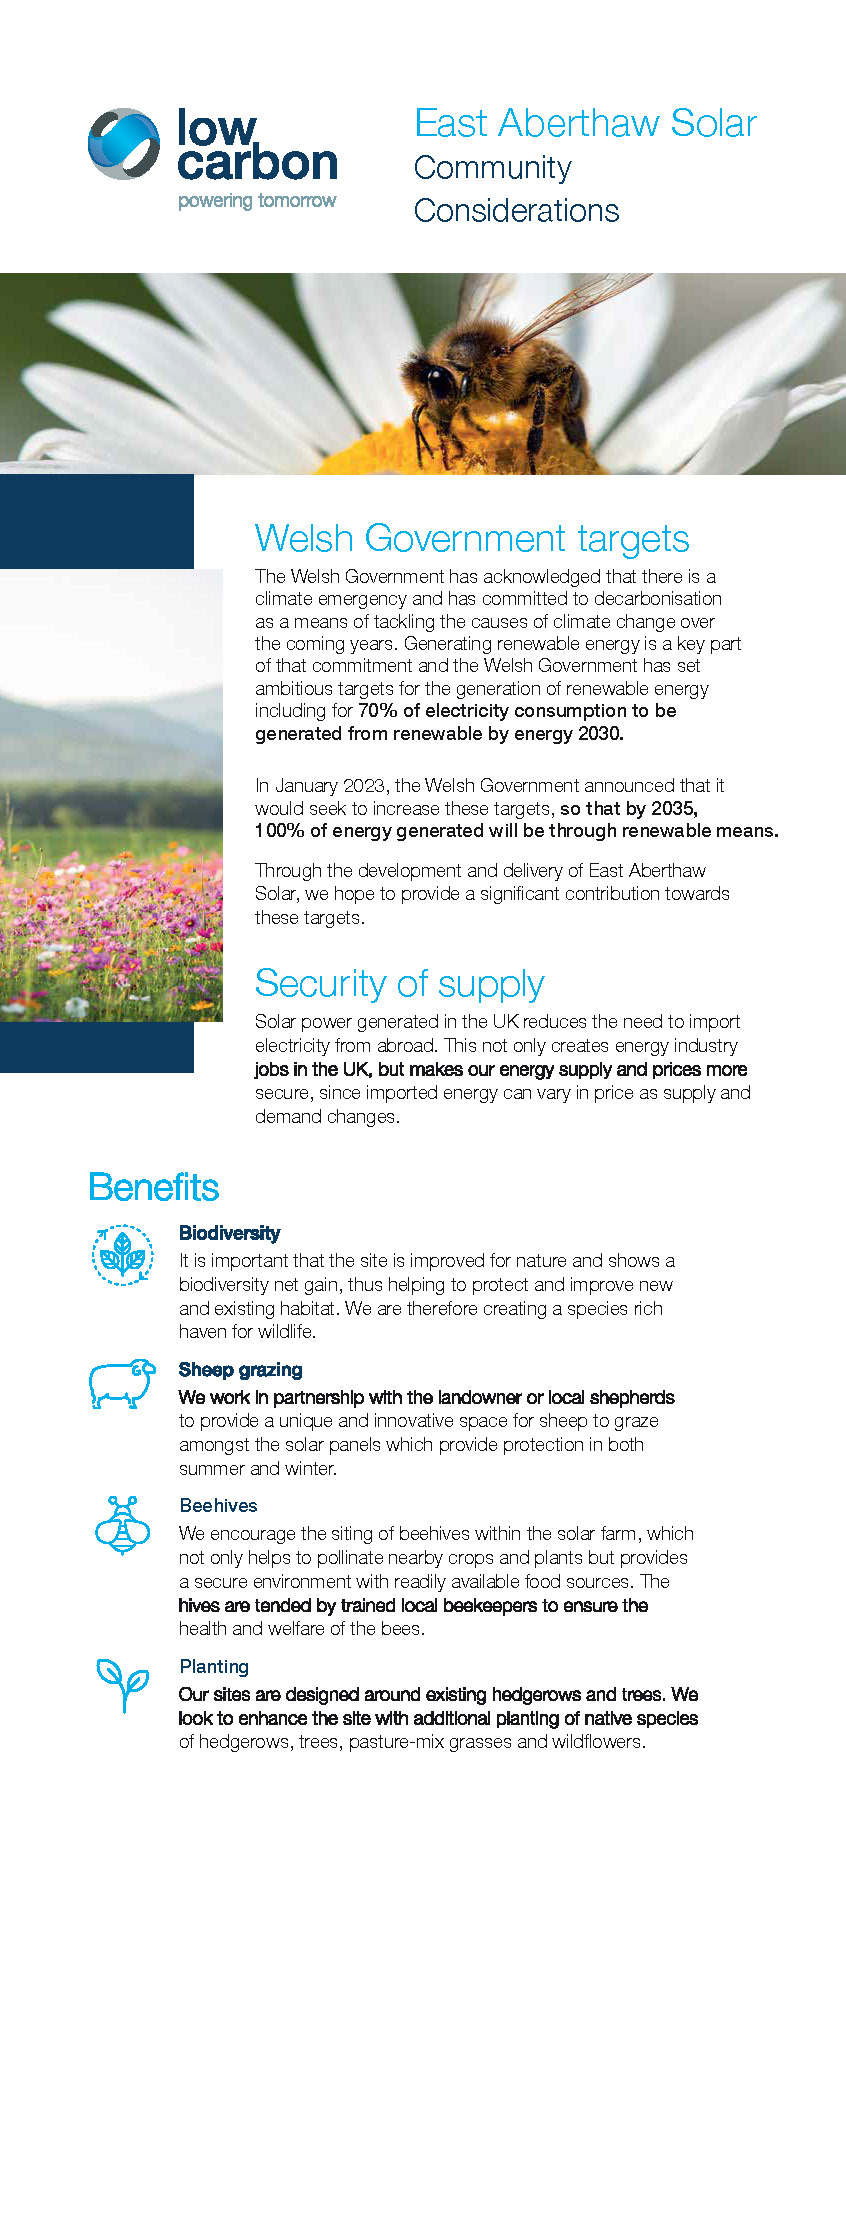 low
carbon
powering tomorrow
East Aberthaw Solar
Community
Considerations
Welsh Government targets
The Welsh Government has acknowledged that there is a
climate emergency and has committed to decarbonisation
as a means of tackling the causes of climate change over
the coming years. Generating renewable energy is a key part
of that commitment and the Welsh Government has set
ambitious targets for the generation of renewable energy
including for 70% of electricity consumption to be
generated from renewable by energy 2030.
In January 2023, the Welsh Government announced that it
would seek to increase these targets, so that by 2035,
100% of energy generated will be through renewable means.
Through the development and delivery of East Aberthaw
Solar, we hope to provide a significant contribution towards
these targets.
Security of supply
Solar power generated in the UK reduces the need to import
electricity from abroad. This not only creates energy industry
jobs in the UK, but makes our energy supply and prices more
secure, since imported energy can vary in price as supply and
demand changes.
Benefits
Biodiversity
It is important that the site is improved for nature and shows a
biodiversity net gain, thus helping to protect and improve new
and existing habitat. We are therefore creating a species rich
haven for wildlife.
Sheep grazing
We work in partnership with the landowner or local shepherds
to provide a unique and innovative space for sheep to graze
amongst the solar panels which provide protection in both
summer and winter.
Beehives
We encourage the siting of beehives within the solar farm, which
not only helps to pollinate nearby crops and plants but provides
a secure environment with readily available food sources. The
hives are tended by trained local beekeepers to ensure the
health and welfare of the bees.
Planting
Our sites are designed around existing hedgerows and trees. We
look to enhance the site with additional planting of native species
of hedgerows, trees, pasture-mix grasses and wildflowers.